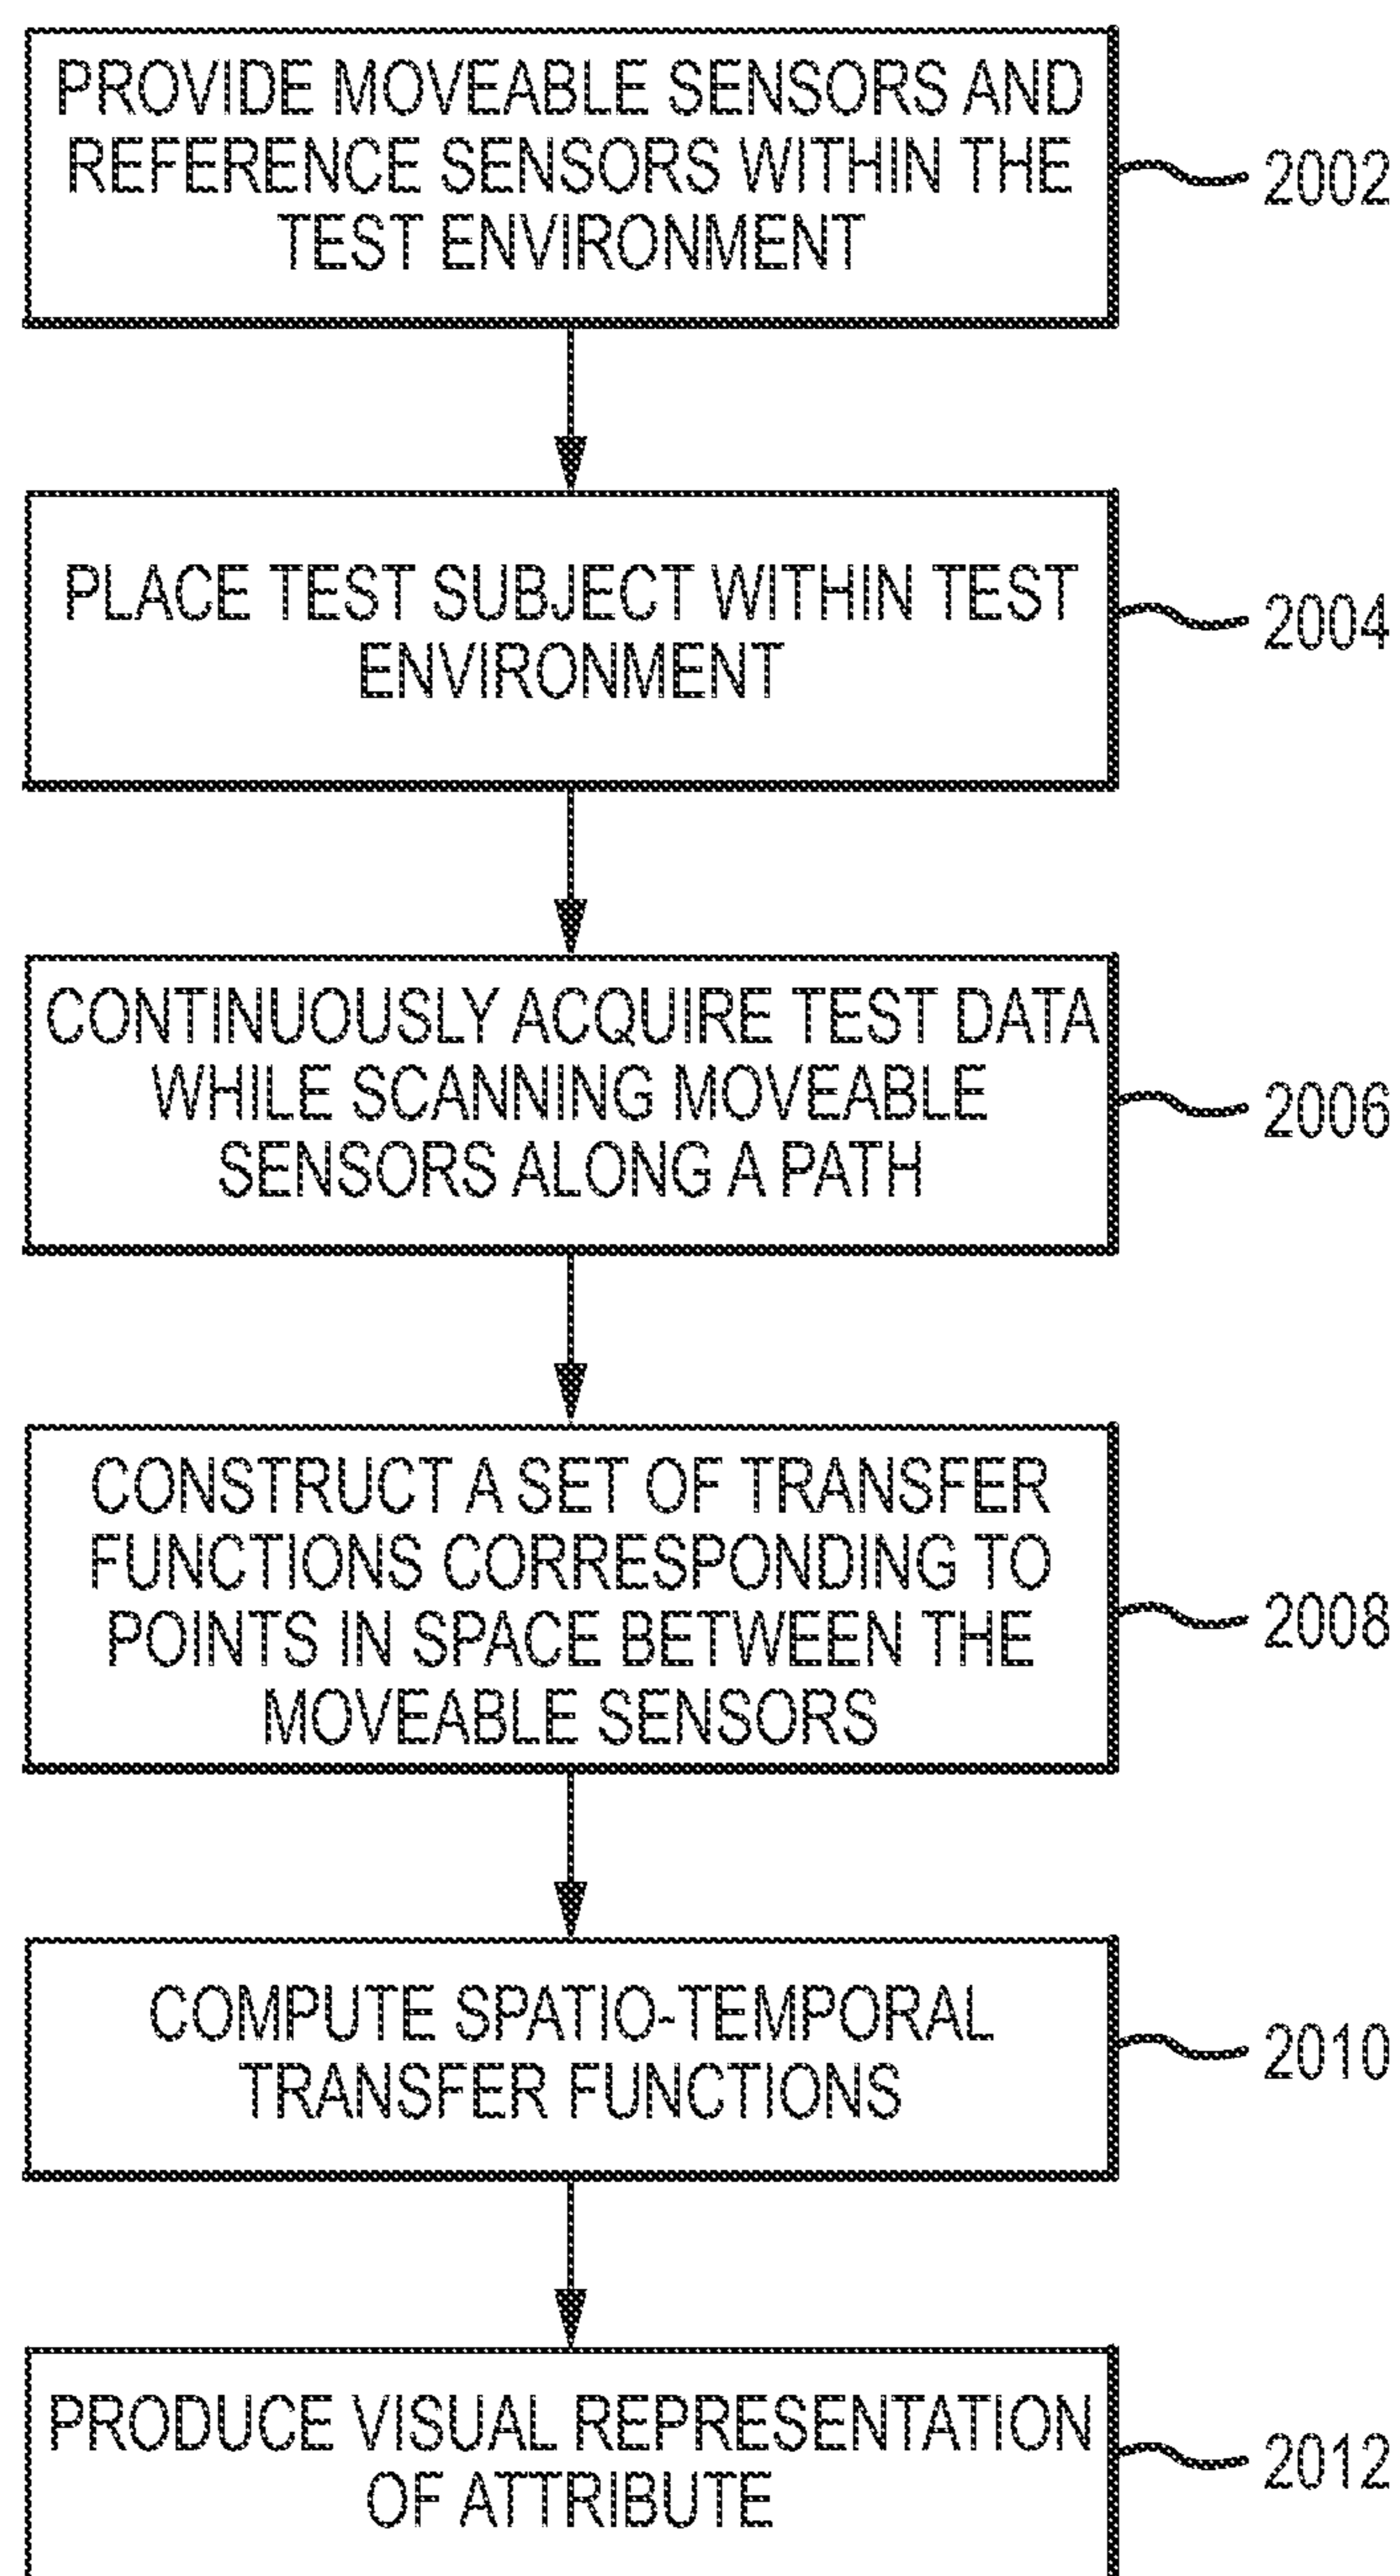 PROVIDE MOVEABLE SENSORS AND
REFERENCE SENSORS WITHIN THE
TEST ENVIRONMENT
2002
PLACE TEST SUBJECT WITHIN TEST
ENVIRONMENT
2004
CONTINUOUSLY ACQUIRE TEST DATA
WHILE SCANNING MOVEABLE
SENSORS ALONG A PATH
2006
CONSTRUCT A SET OF TRANSFER
FUNCTIONS CORRESPONDING TO
POINTS IN SPACE BETWEEN THE
MOVEABLE SENSORS
2008
COMPUTE SPATIO-TEMPORAL
TRANSFER FUNCTIONS
2010
PRODUCE VISUAL REPRESENTATION
OF ATTRIBUTE
2012